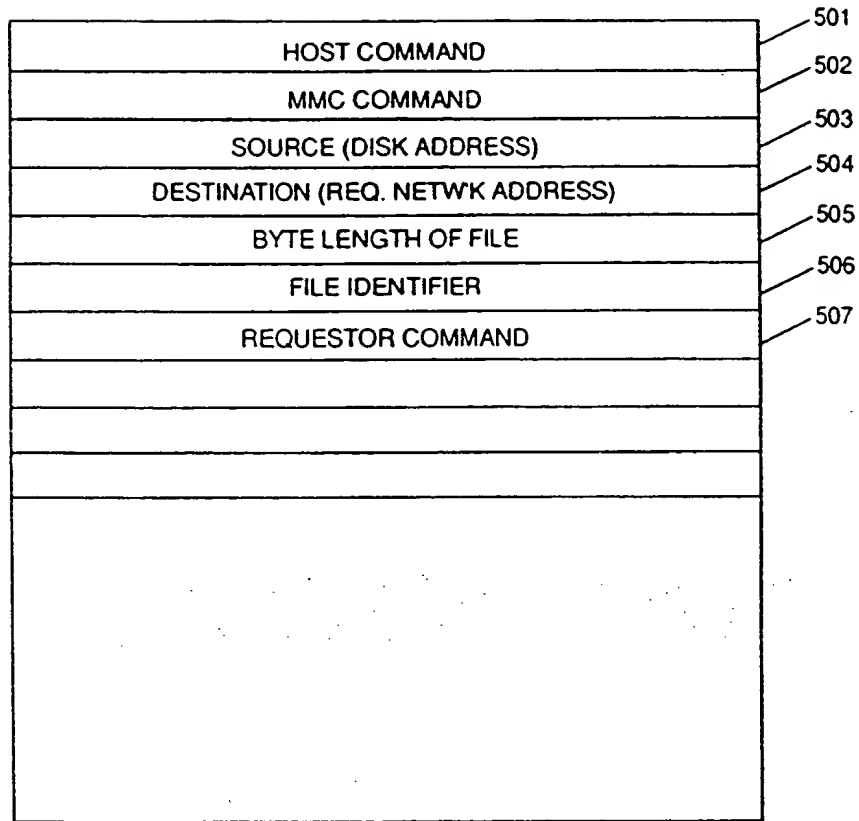 501
HOST COMMAND
502
MMC COMMAND
503
SOURCE (DISK ADDRESS)
504
DESTINATION (REQ. NETW'K ADDRESS)
505
BYTE LENGTH OF FILE
506
FILE IDENTIFIER
507
REQUESTOR COMMAND